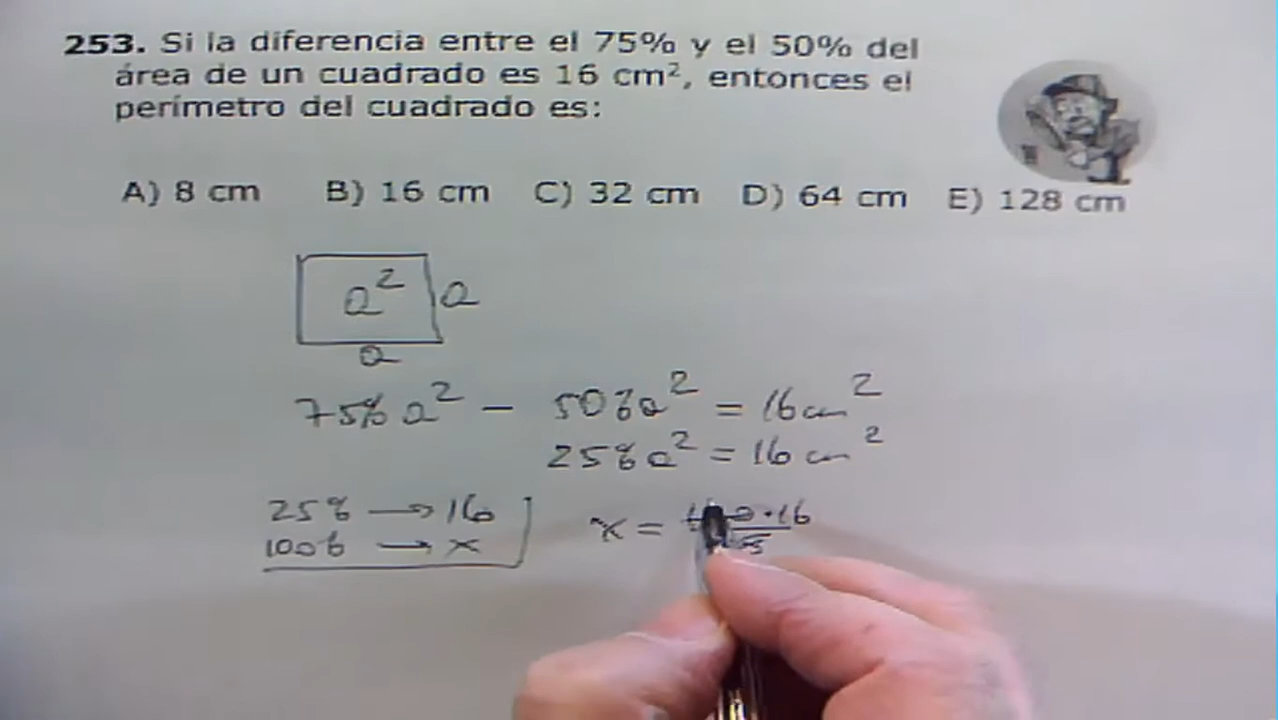 253. Si la diferencia entre el 75% y el 50% del
área de un cuadrado es 16 cm², entonces el
perímetro del cuadrado es:
A) 8 cm B) 16 cm C) 32 cm D) 64 cm E) 128 cm
a² a
a
75% a² - 50% a² = 16 cm²
25% a² = 16 cm²
25% → 16
100% → x
x = ·16